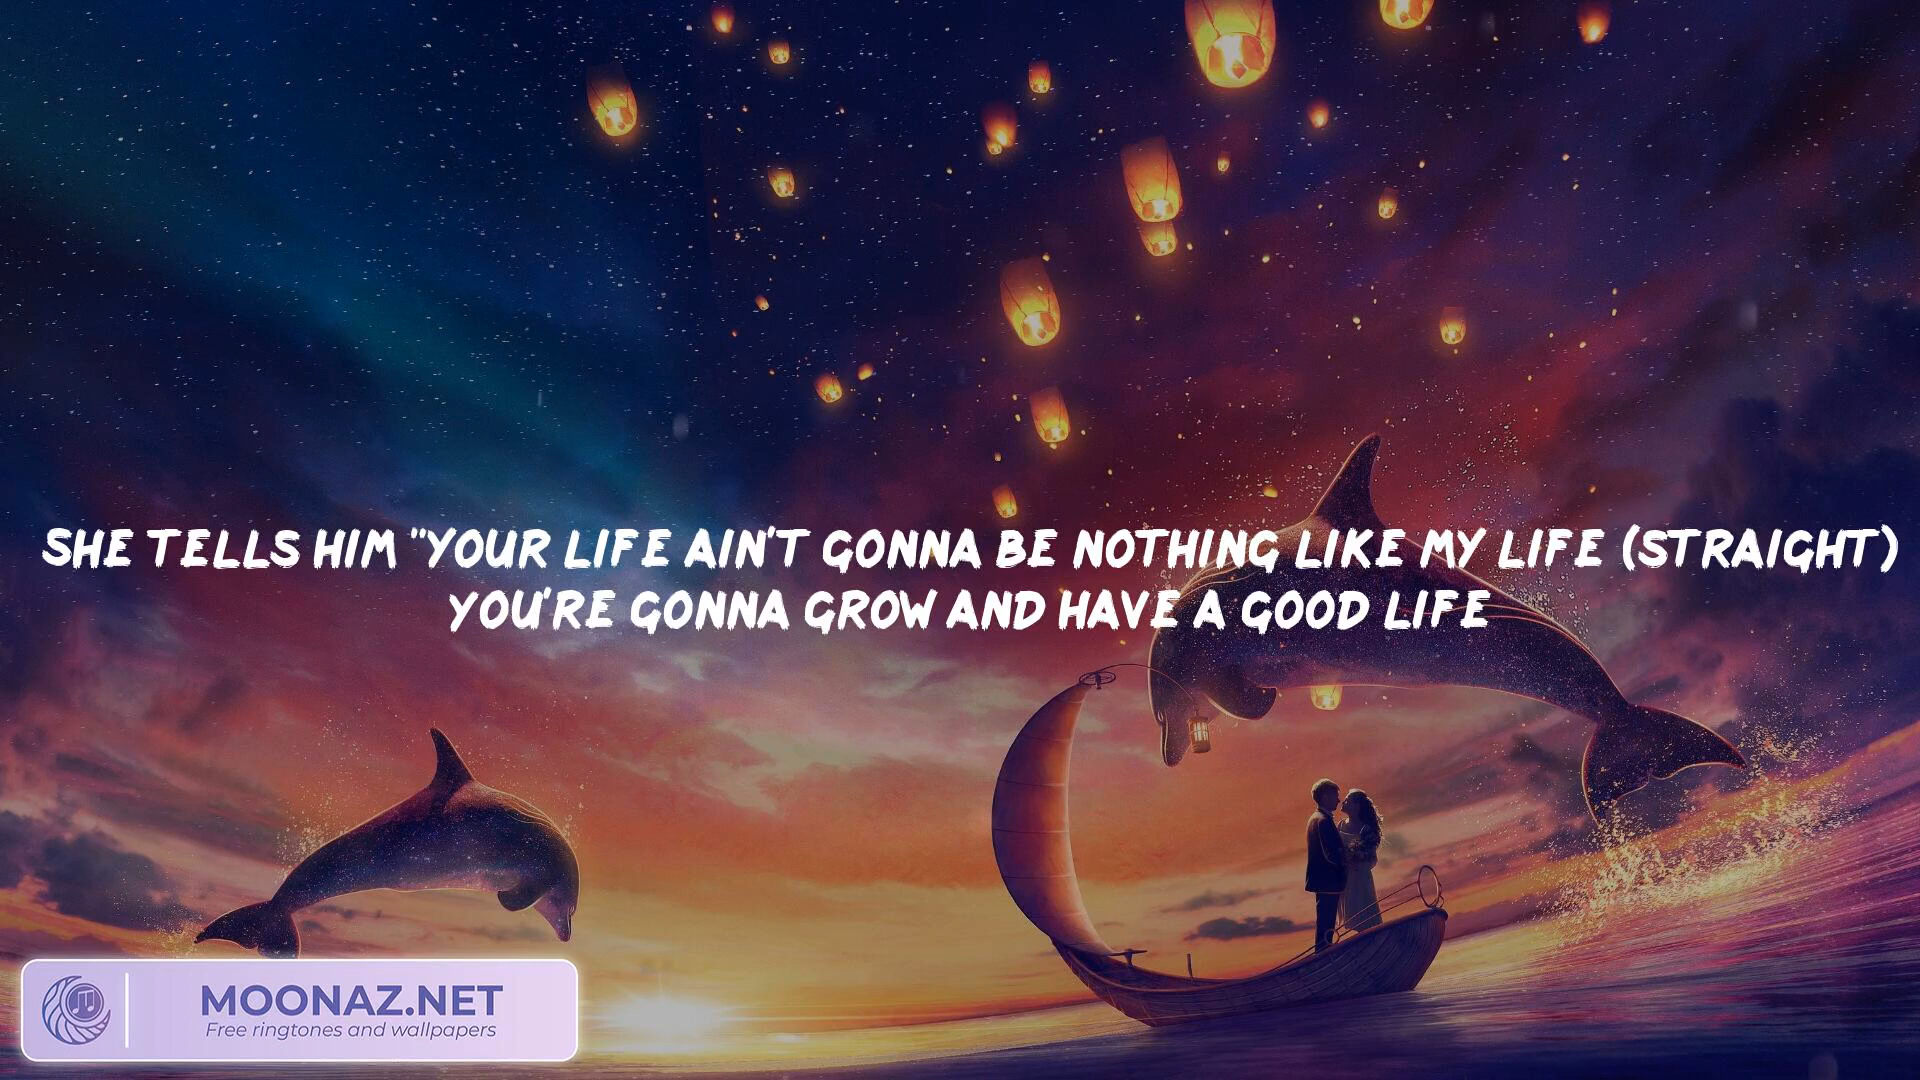 SHE TELLS HIM "YOUR LIFE AIN'T GONNA BE NOTHING LIKE MY LIFE (STRAIGHT)
YOU'RE GONNA GROW AND HAVE A GOOD LIFE
MOONAZ.NET
Free ringtones and wallpapers